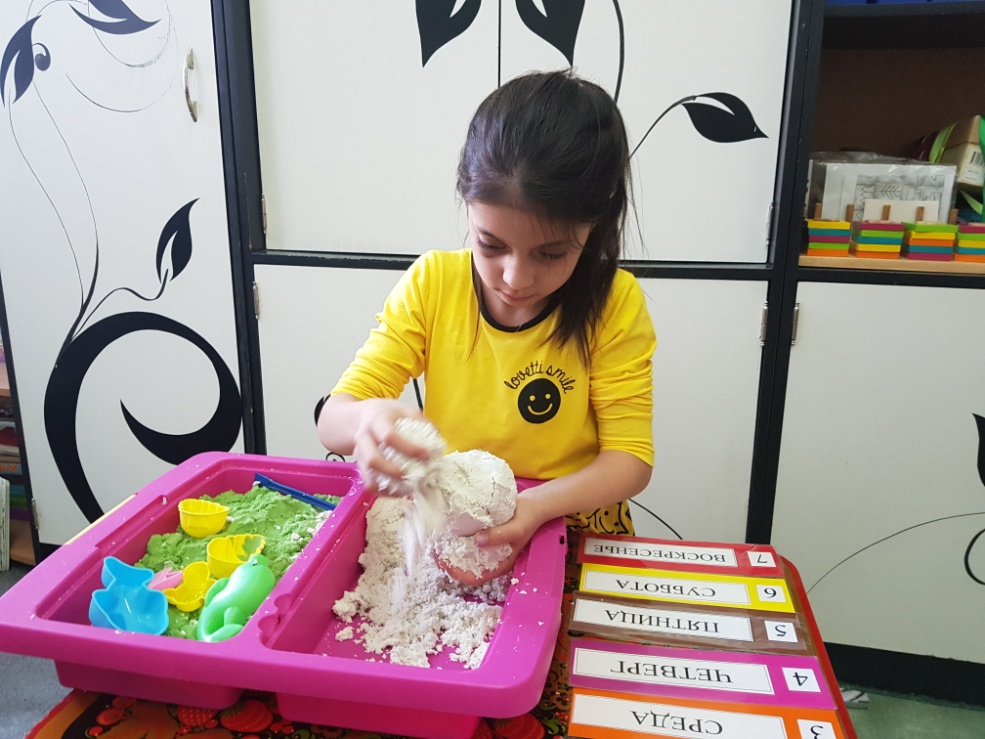 lovetti smile
7 ВОСКРЕСЕНЬЕ
6 СУББОТА
5 ПЯТНИЦА
4 ЧЕТВЕРГ
3 СРЕДА